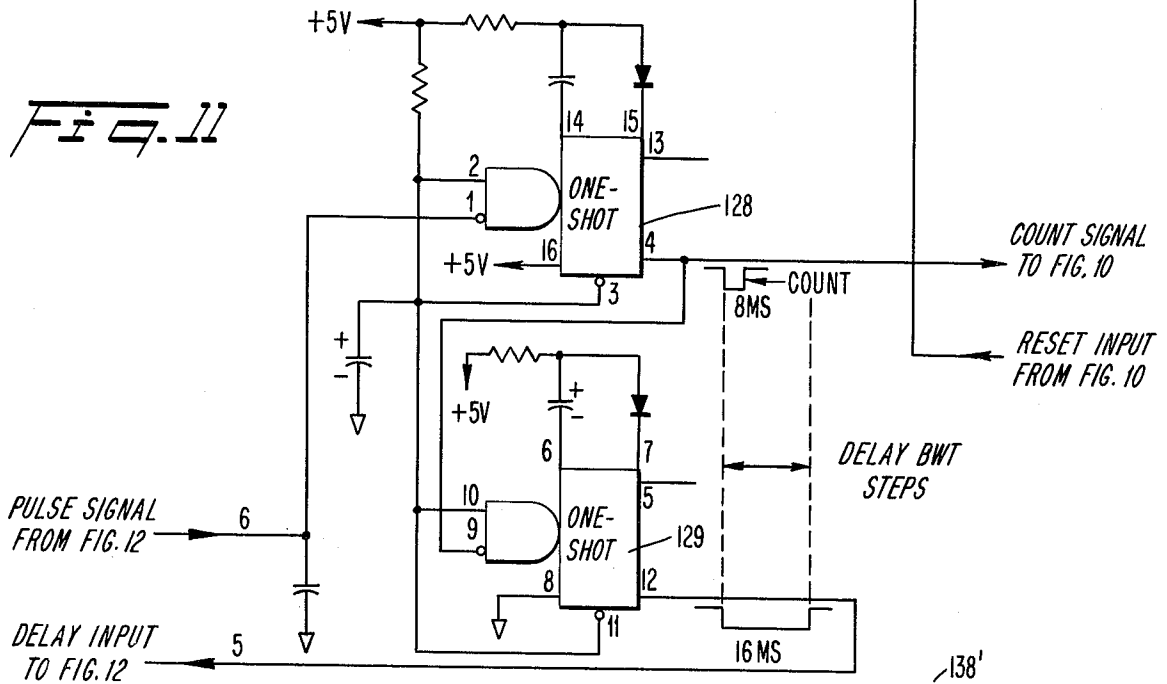 Fig. 11
+5V
14
15
13
2
1
ONE-
SHOT
128
4
16
+5V
3
COUNT SIGNAL
TO FIG. 10
COUNT
8MS
+
-
RESET INPUT
FROM FIG. 10
+5V
+
-
6
7
DELAY BWT
STEPS
5
10
9
ONE-
SHOT
129
12
8
11
16MS
PULSE SIGNAL
FROM FIG. 12
6
DELAY INPUT
TO FIG. 12
5
138'